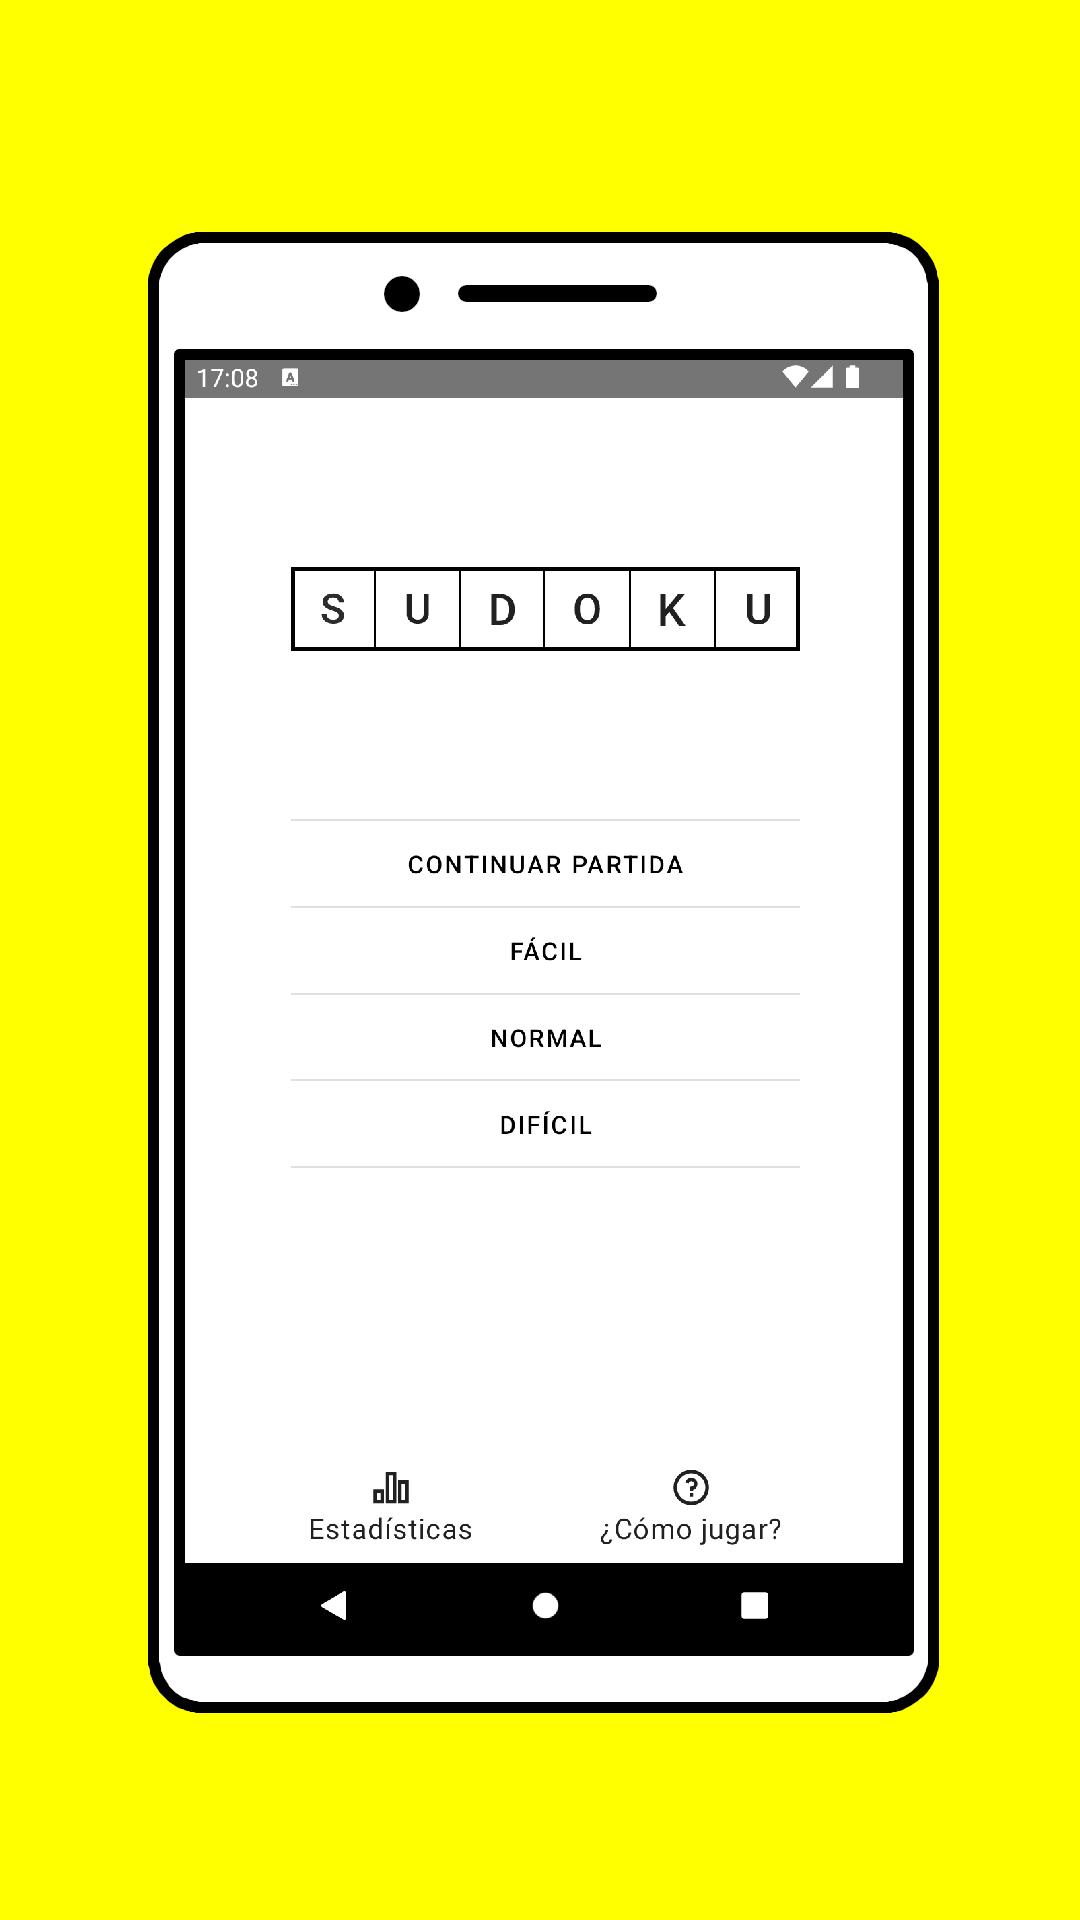 17:08
S U D O K U
CONTINUAR PARTIDA
FÁCIL
NORMAL
DIFÍCIL
Estadísticas
¿Cómo jugar?